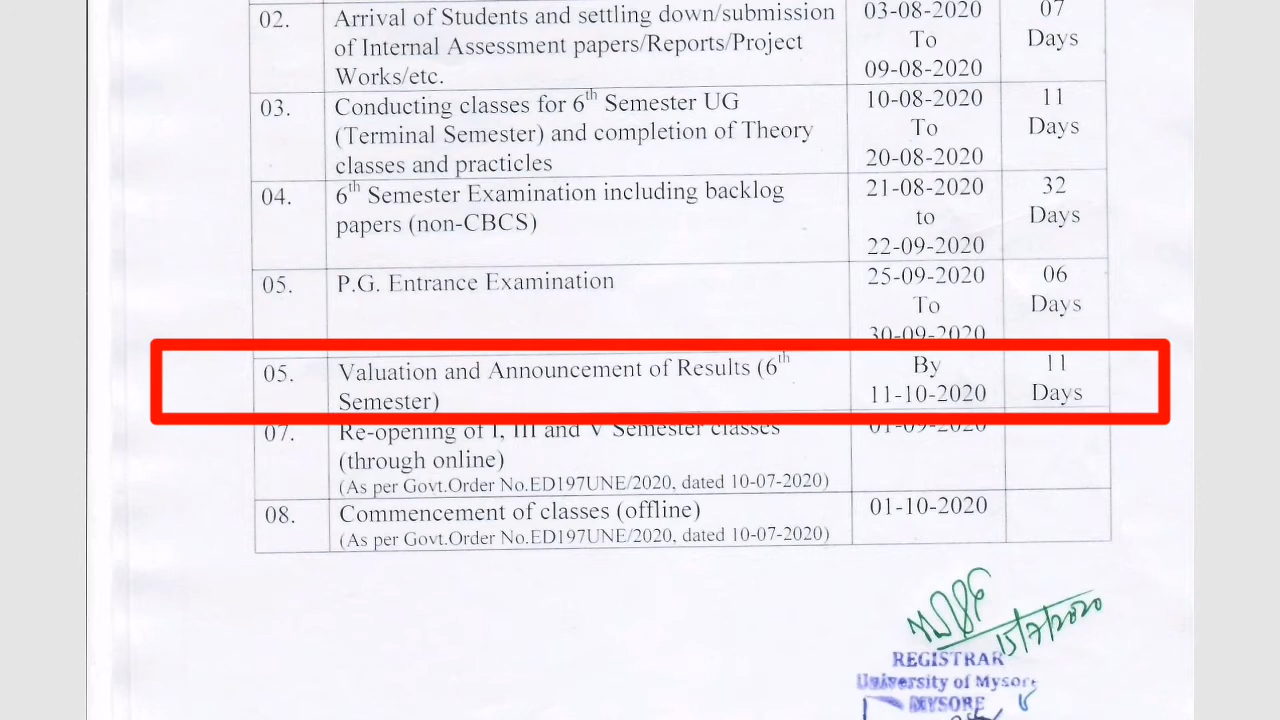 02. Arrival of Students and settling down/submission 03-08-2020 07
of Internal Assessment papers/Reports/Project To Days
Works/etc. 09-08-2020
03. Conducting classes for 6th Semester UG 10-08-2020 11
(Terminal Semester) and completion of Theory To Days
classes and practicles 20-08-2020
04. 6th Semester Examination including backlog 21-08-2020 32
papers (non-CBCS) to Days
22-09-2020
05. P.G. Entrance Examination 25-09-2020 06
To Days
30-09-2020
05. Valuation and Announcement of Results (6th By 11
Semester) 11-10-2020 Days
07. Re-opening of I, III and V Semester classes 01-09-2020
(through online)
(As per Govt.Order No.ED197UNE/2020, dated 10-07-2020)
08. Commencement of classes (offline) 01-10-2020
(As per Govt.Order No.ED197UNE/2020, dated 10-07-2020)
15/7/2020
REGISTRAR
University of Mysore
MYSORE